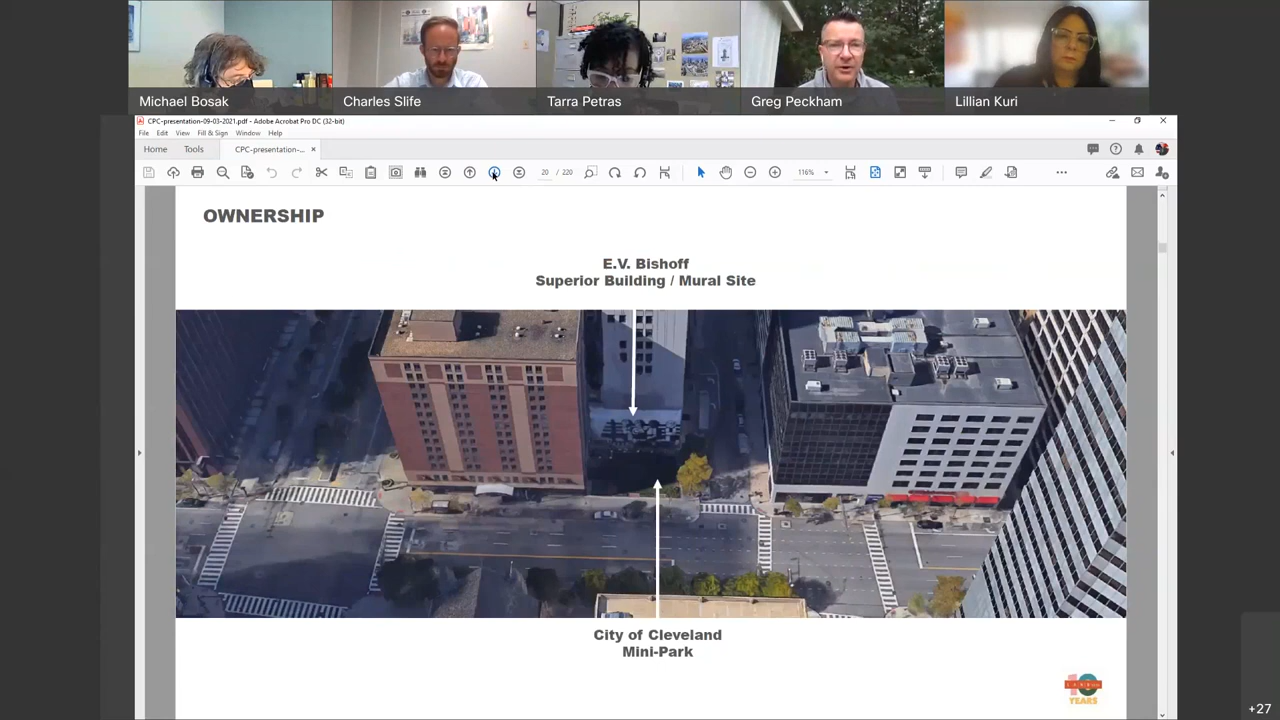 Michael Bosak
Charles Slife
Tarra Petras
Greg Peckham
Lillian Kuri
CPC-presentation-09-03-2021.pdf - Adobe Acrobat Pro DC (32-bit)
File Edit View Fill & Sign Window Help
Home Tools CPC-presentation-... ×
20 / 220
116%
OWNERSHIP
E.V. Bishoff
Superior Building / Mural Site
City of Cleveland
Mini-Park
YEARS
+27